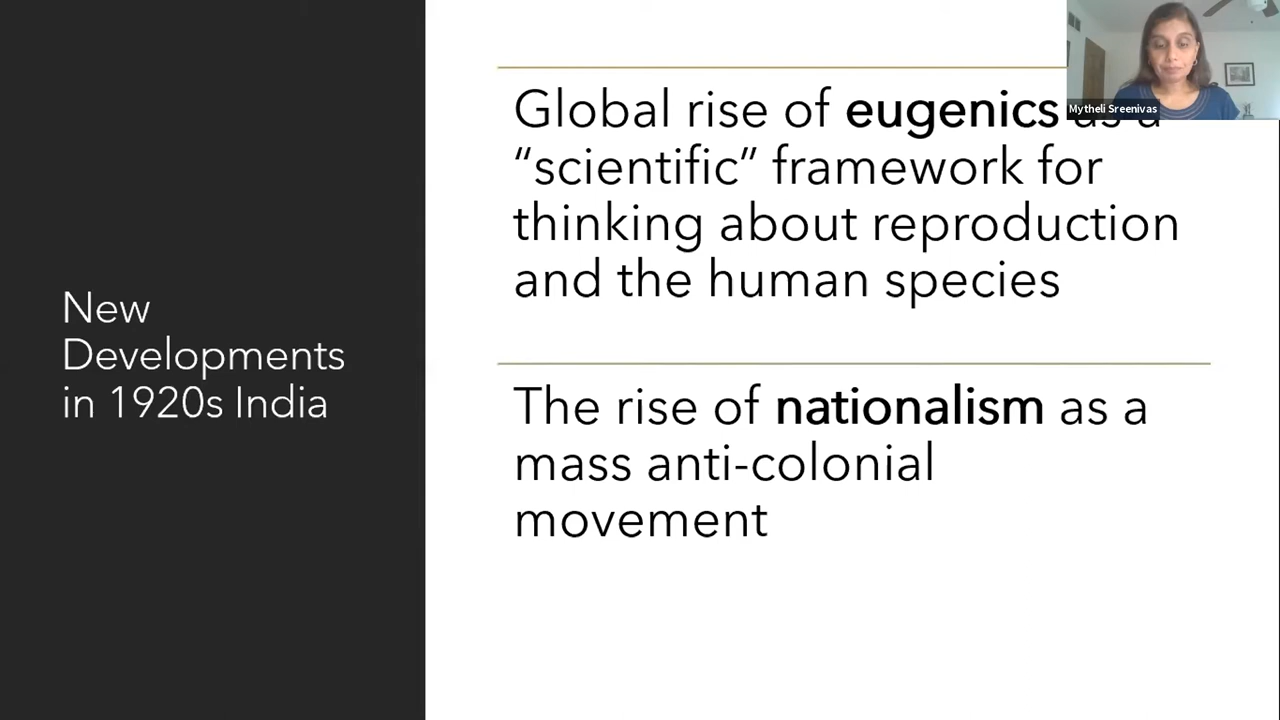 New
Developments
in 1920s India
Global rise of eugenics as a
“scientific” framework for
thinking about reproduction
and the human species
The rise of nationalism as a
mass anti-colonial
movement
Mytheli Sreenivas